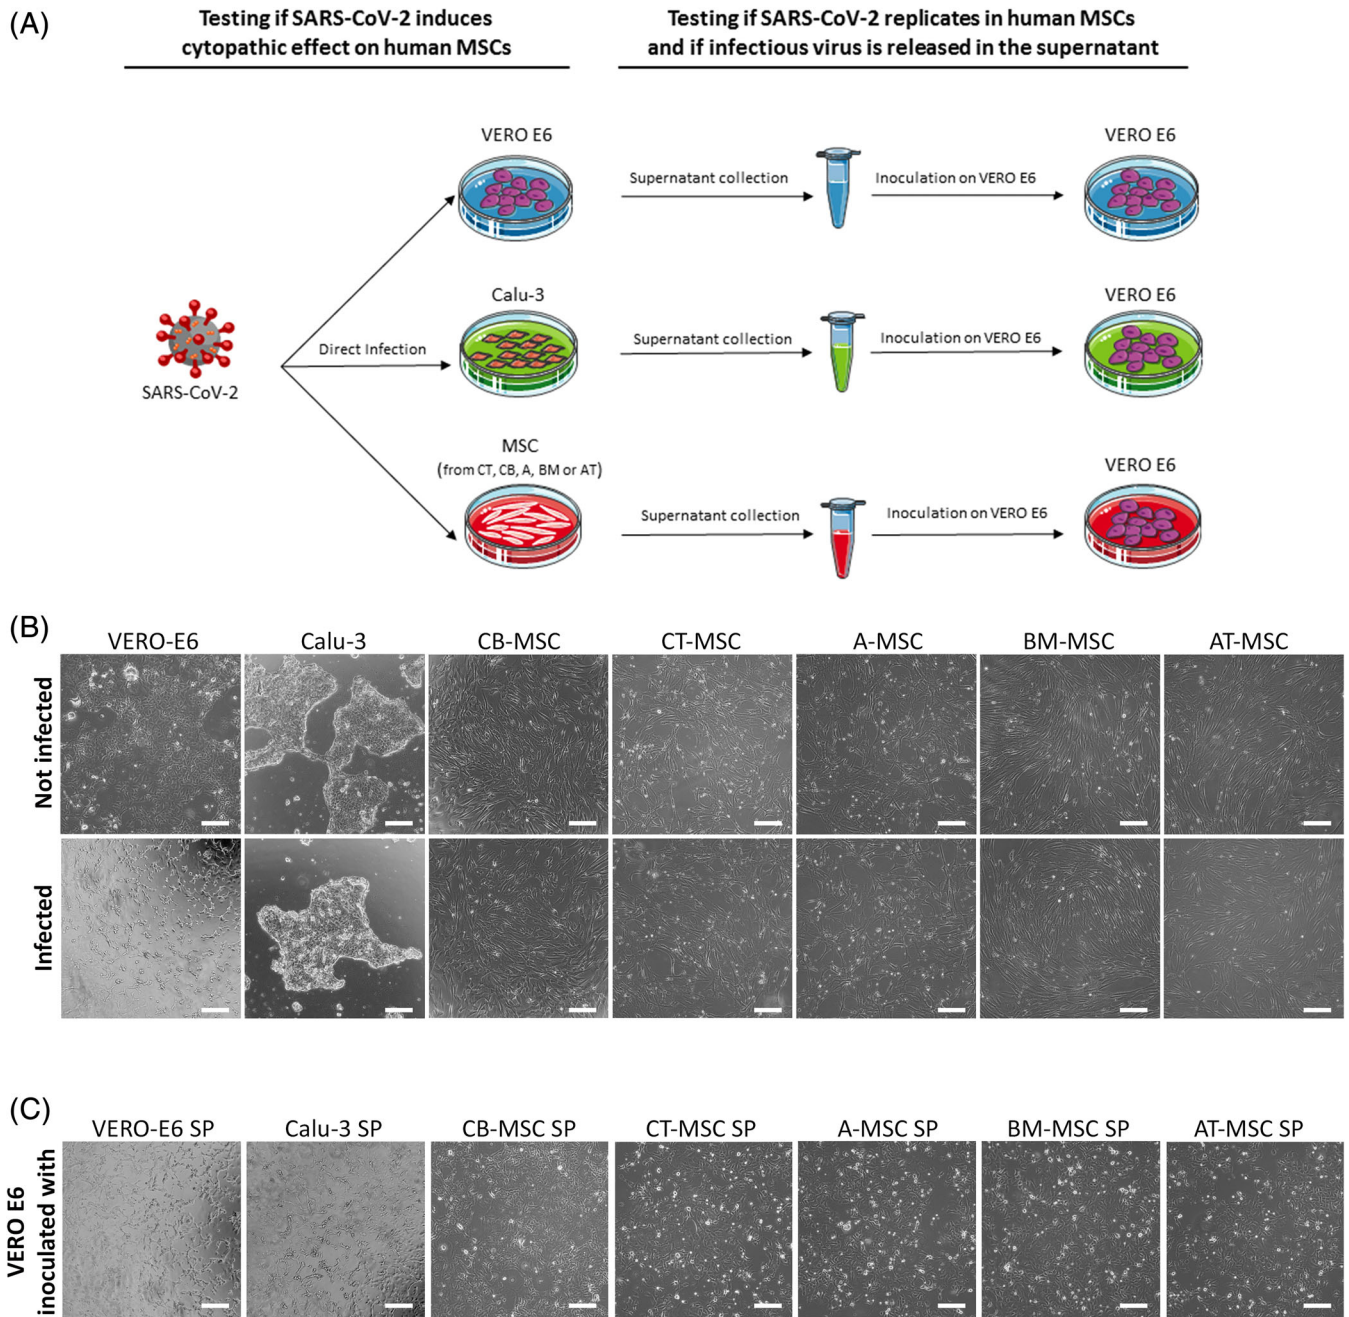 (A)
Testing if SARS-CoV-2 induces
cytopathic effect on human MSCs
Testing if SARS-CoV-2 replicates in human MSCs
and if infectious virus is released in the supernatant
VERO E6
Supernatant collection
Inoculation on VERO E6
VERO E6
SARS-CoV-2
Direct Infection
Calu-3
Supernatant collection
Inoculation on VERO E6
VERO E6
MSC
(from CT, CB, A, BM or AT)
Supernatant collection
Inoculation on VERO E6
VERO E6
(B)
VERO-E6 Calu-3 CB-MSC CT-MSC A-MSC BM-MSC AT-MSC
Not infected
Infected
(C)
VERO-E6 SP Calu-3 SP CB-MSC SP CT-MSC SP A-MSC SP BM-MSC SP AT-MSC SP
VERO E6
inoculated with